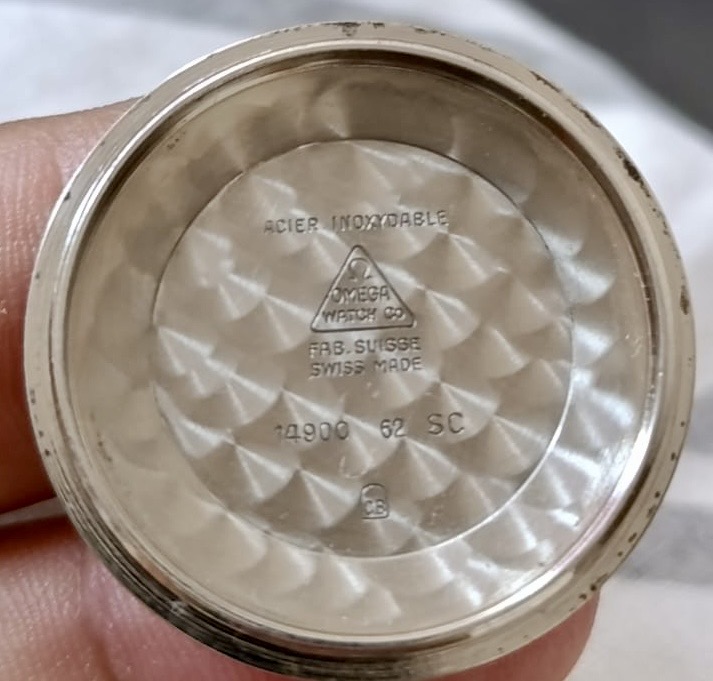 ACIER INOXYDABLE
Ω
OMEGA
WATCH Co
FAB. SUISSE
SWISS MADE
14900 62 SC
CB